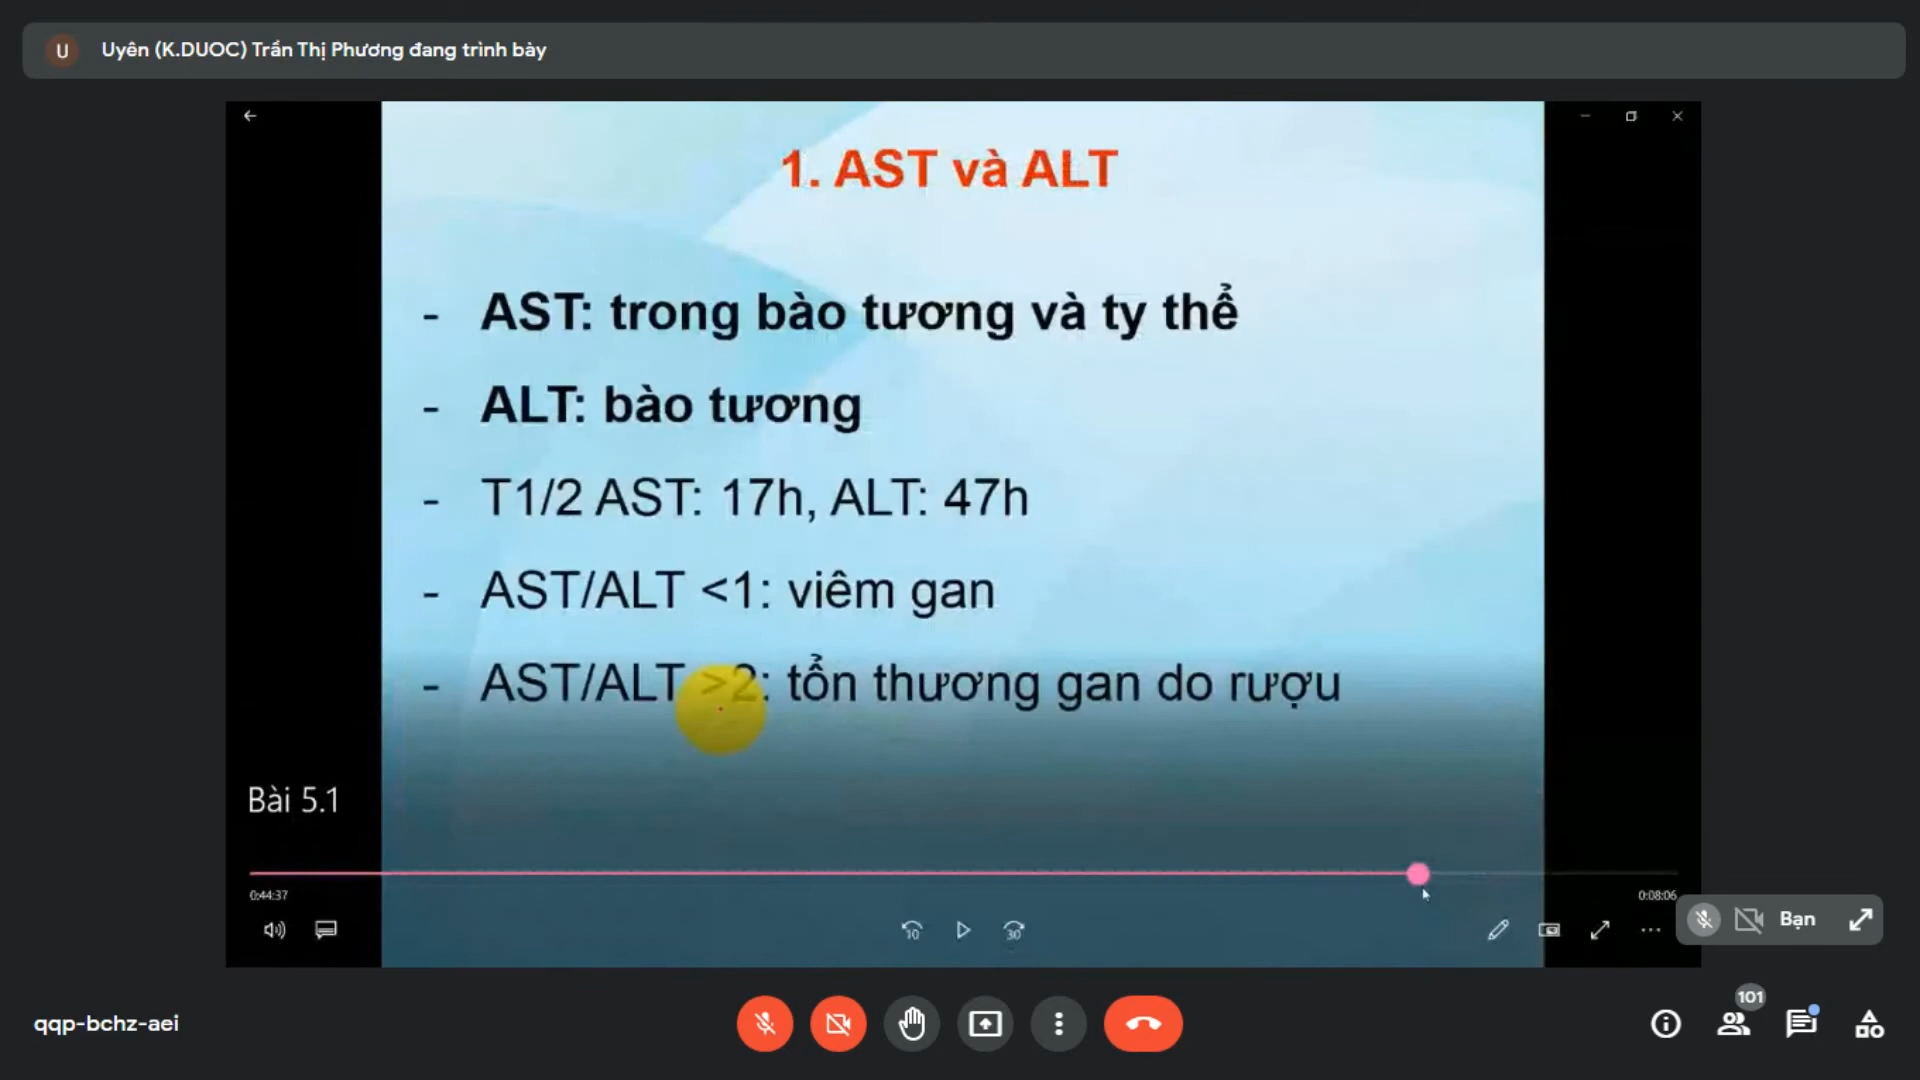 U
Uyên (K.DUOC) Trần Thị Phương đang trình bày
1. AST và ALT
- AST: trong bào tương và ty thể
- ALT: bào tương
- T1/2 AST: 17h, ALT: 47h
- AST/ALT <1: viêm gan
- AST/ALT >2: tổn thương gan do rượu
Bài 5.1
0:44:37
0:08:06
10
30
Bạn
qqp-bchz-aei
101